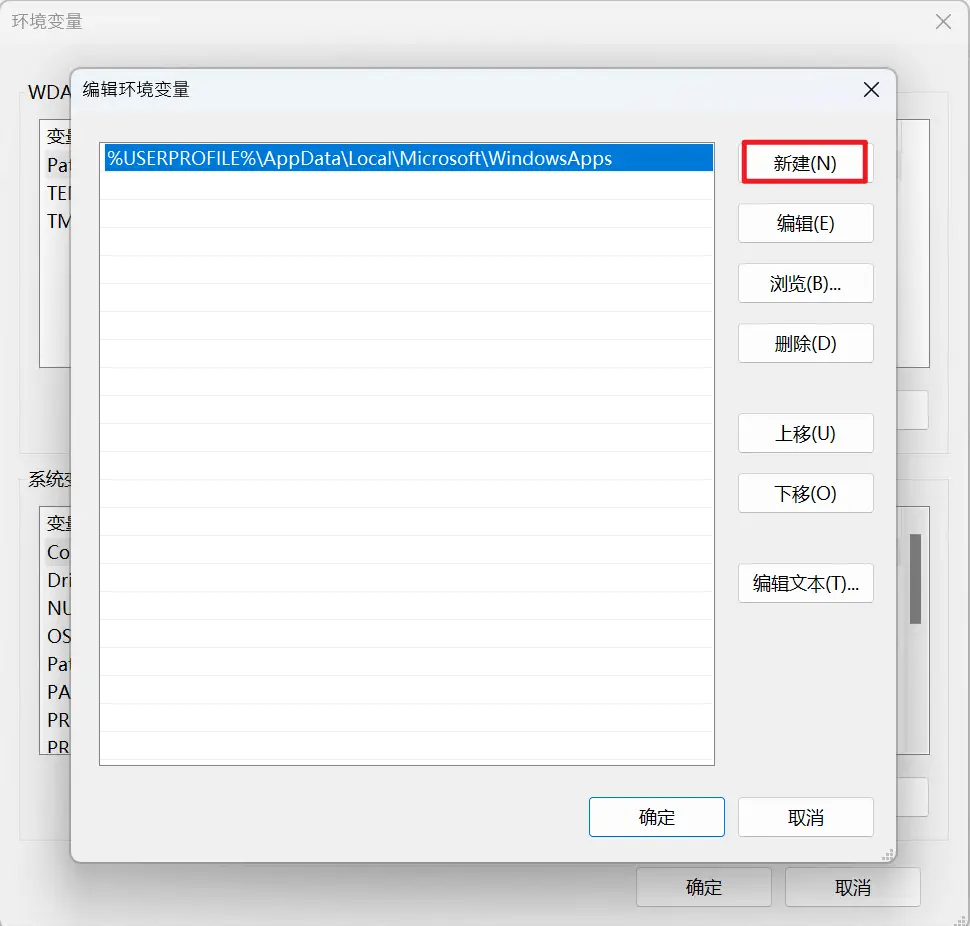 环境变量
WDA
编辑环境变量
变量
Pat
TEM
TM
%USERPROFILE%\AppData\Local\Microsoft\WindowsApps
新建(N)
编辑(E)
浏览(B)...
删除(D)
上移(U)
下移(O)
编辑文本(T)...
系统变
变量
Co
Dri
NU
OS
Pat
PA
PR
PR
确定
取消
确定
取消